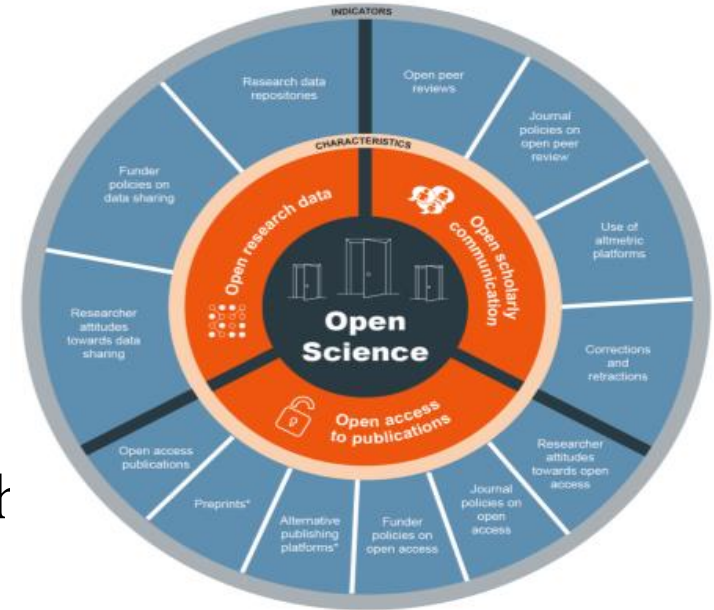 INDICATORS
Research data
repositories
Open peer
reviews
Journal
policies on
open peer
review
Use of
altmetric
platforms
Corrections
and
retractions
Researcher
attitudes
towards open
access
Journal
policies on
open
access
Funder
policies on
open access
Alternative
publishing
platforms*
Preprints*
Open access
publications
Researcher
attitudes
towards data
sharing
Funder
policies on
data sharing
CHARACTERISTICS
Open research data
Open scholarly
communication
Open access
to publications
Open
Science